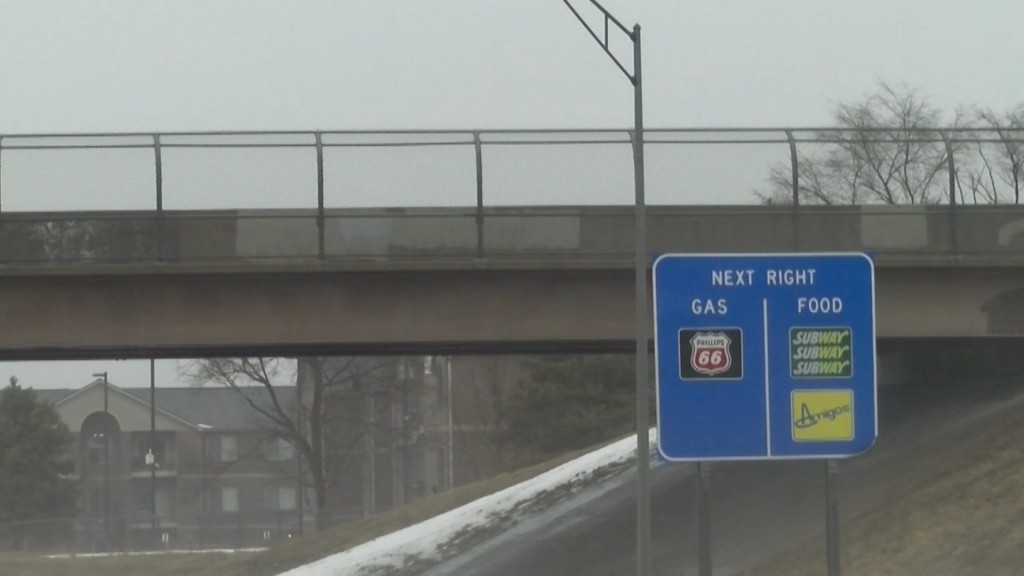 NEXT RIGHT
GAS
FOOD
PHILLIPS
66
SUBWAY
SUBWAY
SUBWAY
Amigos